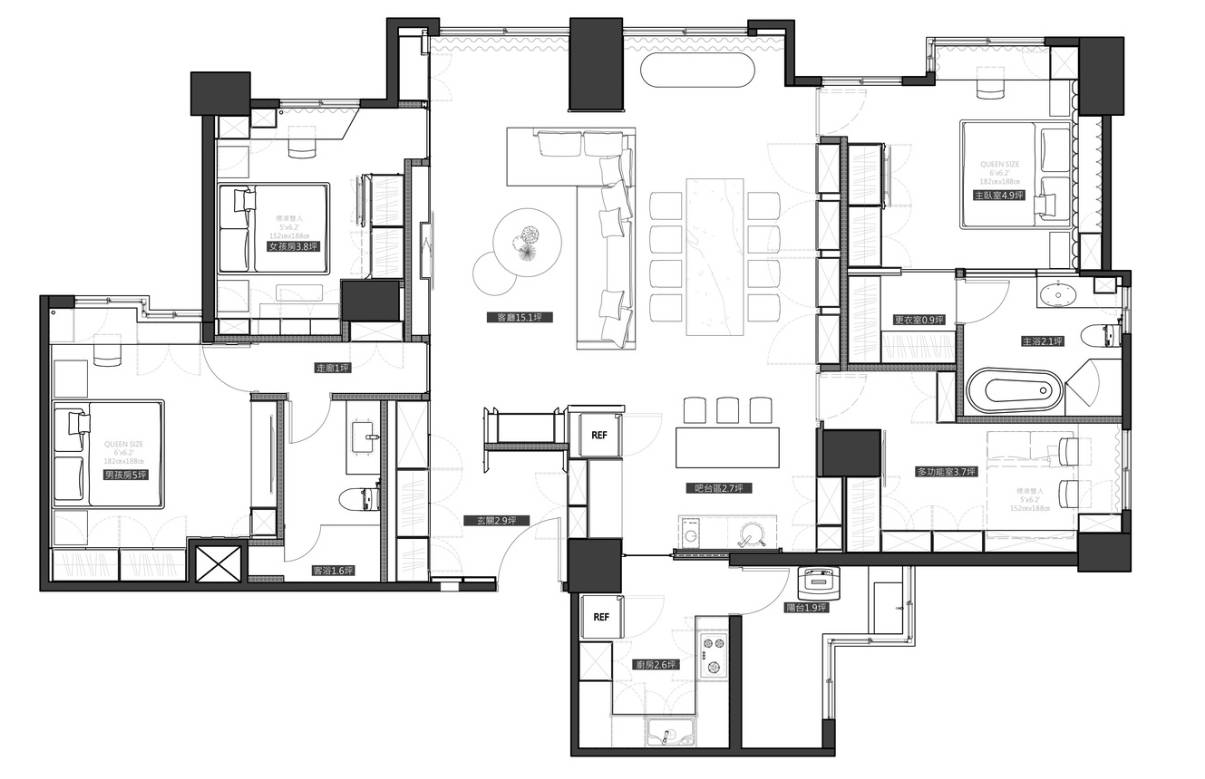 QUEEN SIZE
6'x6.2'
182cmx188cm
主臥室4.9坪
標準雙人
5'x6.2'
152cmx188cm
女孩房3.8坪
客廳15.1坪
更衣室0.9坪
主浴2.1坪
走廊1坪
QUEEN SIZE
6'x6.2'
182cmx188cm
男孩房5坪
REF
吧台區2.7坪
多功能室3.7坪
標準雙人
5'x6.2'
152cmx188cm
玄關2.9坪
客浴1.6坪
REF
陽台1.9坪
廚房2.6坪